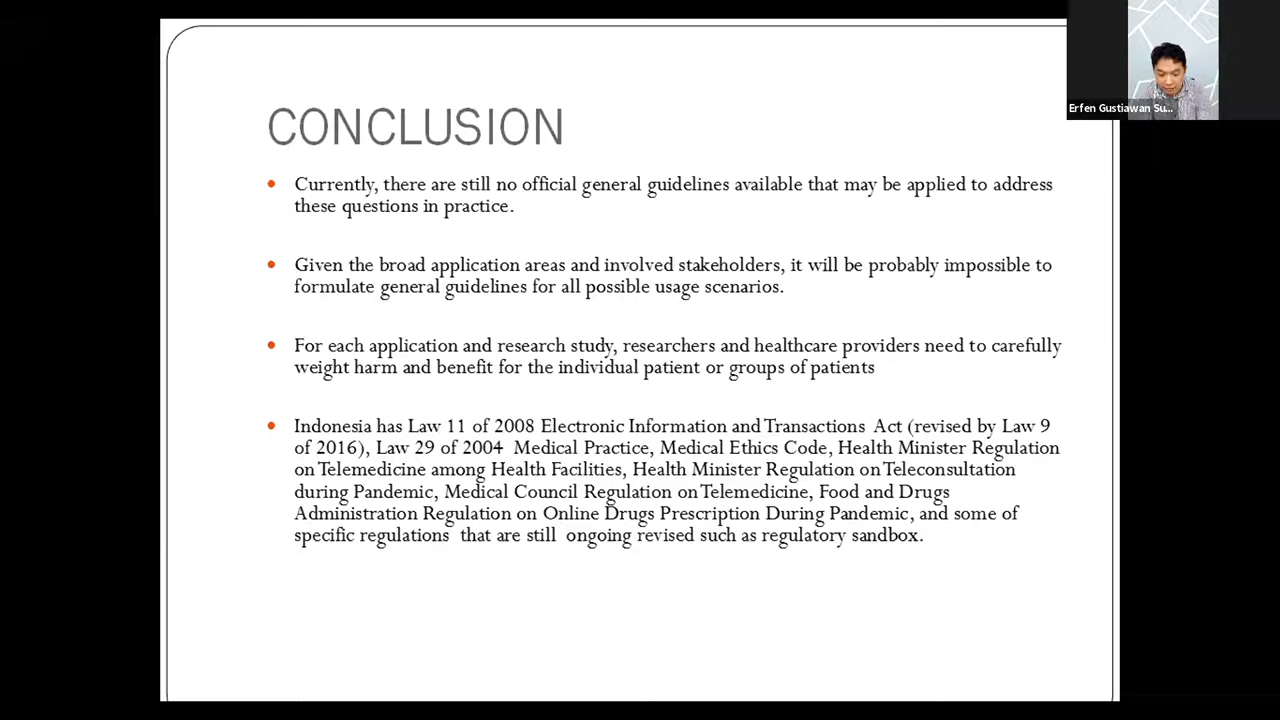 CONCLUSION
Currently, there are still no official general guidelines available that may be applied to address
these questions in practice.
Given the broad application areas and involved stakeholders, it will be probably impossible to
formulate general guidelines for all possible usage scenarios.
For each application and research study, researchers and healthcare providers need to carefully
weight harm and benefit for the individual patient or groups of patients
Indonesia has Law 11 of 2008 Electronic Information and Transactions Act (revised by Law 9
of 2016), Law 29 of 2004 Medical Practice, Medical Ethics Code, Health Minister Regulation
on Telemedicine among Health Facilities, Health Minister Regulation on Teleconsultation
during Pandemic, Medical Council Regulation on Telemedicine, Food and Drugs
Administration Regulation on Online Drugs Prescription During Pandemic, and some of
specific regulations that are still ongoing revised such as regulatory sandbox.
Erfen Gustiawan Su...